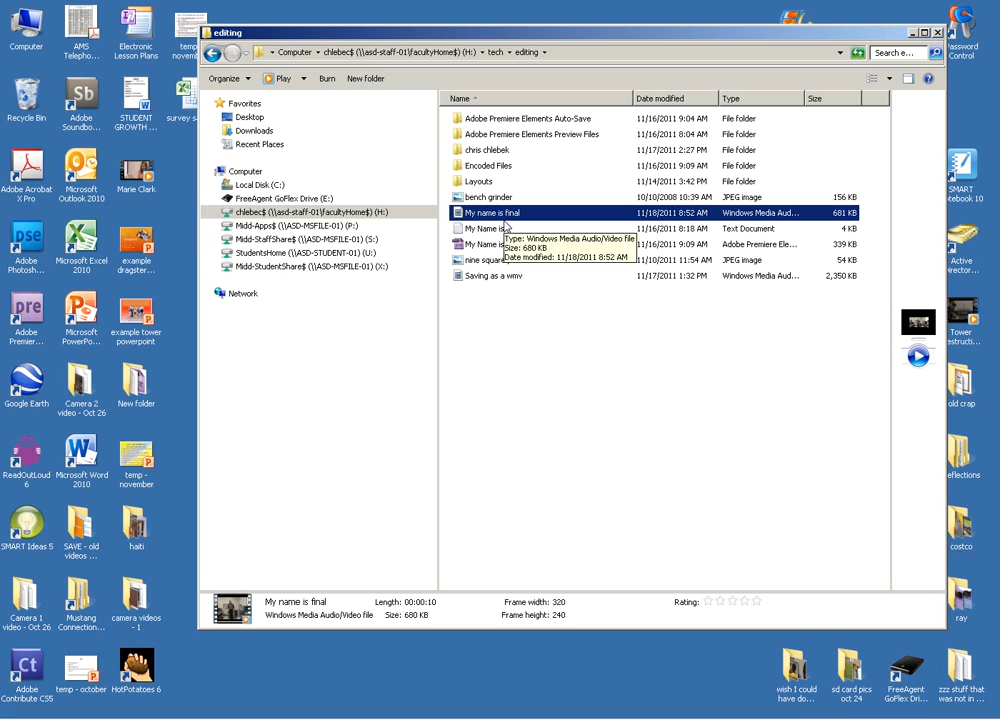 Computer
AMS
Telepho...
Electronic
Lesson Plans
Recycle Bin
Adobe
Soundbo...
STUDENT
GROWTH ...
Adobe Acrobat
X Pro
Microsoft
Outlook 2010
Marie Clark
Adobe
Photosh...
Microsoft
Excel 2010
example
dragster...
Adobe
Premier...
Microsoft
PowerPo...
example tower
powerpoint
Google Earth
Camera 2
video - Oct 26
New folder
ReadOutLoud
6
Microsoft Word
2010
temp -
november
SMART Ideas 5
SAVE - old
videos ...
haiti
Camera 1
video - Oct 26
Mustang
Connection...
camera videos
- 1
Adobe
Contribute CS5
temp - october
HotPotatoes 6
editing
Computer chlebec$ (\\asd-staff-01\facultyHome$) (H:) tech editing
Search e...
Organize Play Burn New folder
Favorites
Desktop
Downloads
Recent Places
Computer
Local Disk (C:)
FreeAgent GoFlex Drive (E:)
chlebec$ (\\asd-staff-01\facultyHome$) (H:)
Midd-Apps$ (\\ASD-MSFILE-01) (P:)
Midd-StaffShare$ (\\ASD-MSFILE-01) (S:)
StudentsHome (\\ASD-STUDENT-01) (U:)
Midd-StudentShare$ (\\ASD-MSFILE-01) (X:)
Network
Name Date modified Type Size
Adobe Premiere Elements Auto-Save 11/16/2011 9:04 AM File folder
Adobe Premiere Elements Preview Files 11/16/2011 8:04 AM File folder
chris chlebek 11/17/2011 2:27 PM File folder
Encoded Files 11/16/2011 9:09 AM File folder
Layouts 11/14/2011 3:42 PM File folder
bench grinder 10/10/2008 10:39 AM JPEG image 156 KB
My name is final 11/18/2011 8:52 AM Windows Media Aud... 681 KB
My Name is 11/16/2011 8:18 AM Text Document 4 KB
My Name is 11/16/2011 9:09 AM Adobe Premiere Ele... 339 KB
nine square 11/10/2011 11:54 AM JPEG image 54 KB
Saving as a wmv 11/17/2011 1:32 PM Windows Media Aud... 2,350 KB
Type: Windows Media Audio/Video file
Size: 680 KB
Date modified: 11/18/2011 8:52 AM
My name is final Length: 00:00:10 Frame width: 320 Rating:
Windows Media Audio/Video file Size: 680 KB Frame height: 240
Password
Control
SMART
Notebook 10
Active
Director...
Tower
old crap
costco
ray
wish I could
have do...
sd card pics
oct 24
FreeAgent
GoFlex Dri...
zzz stuff that
was not in ...